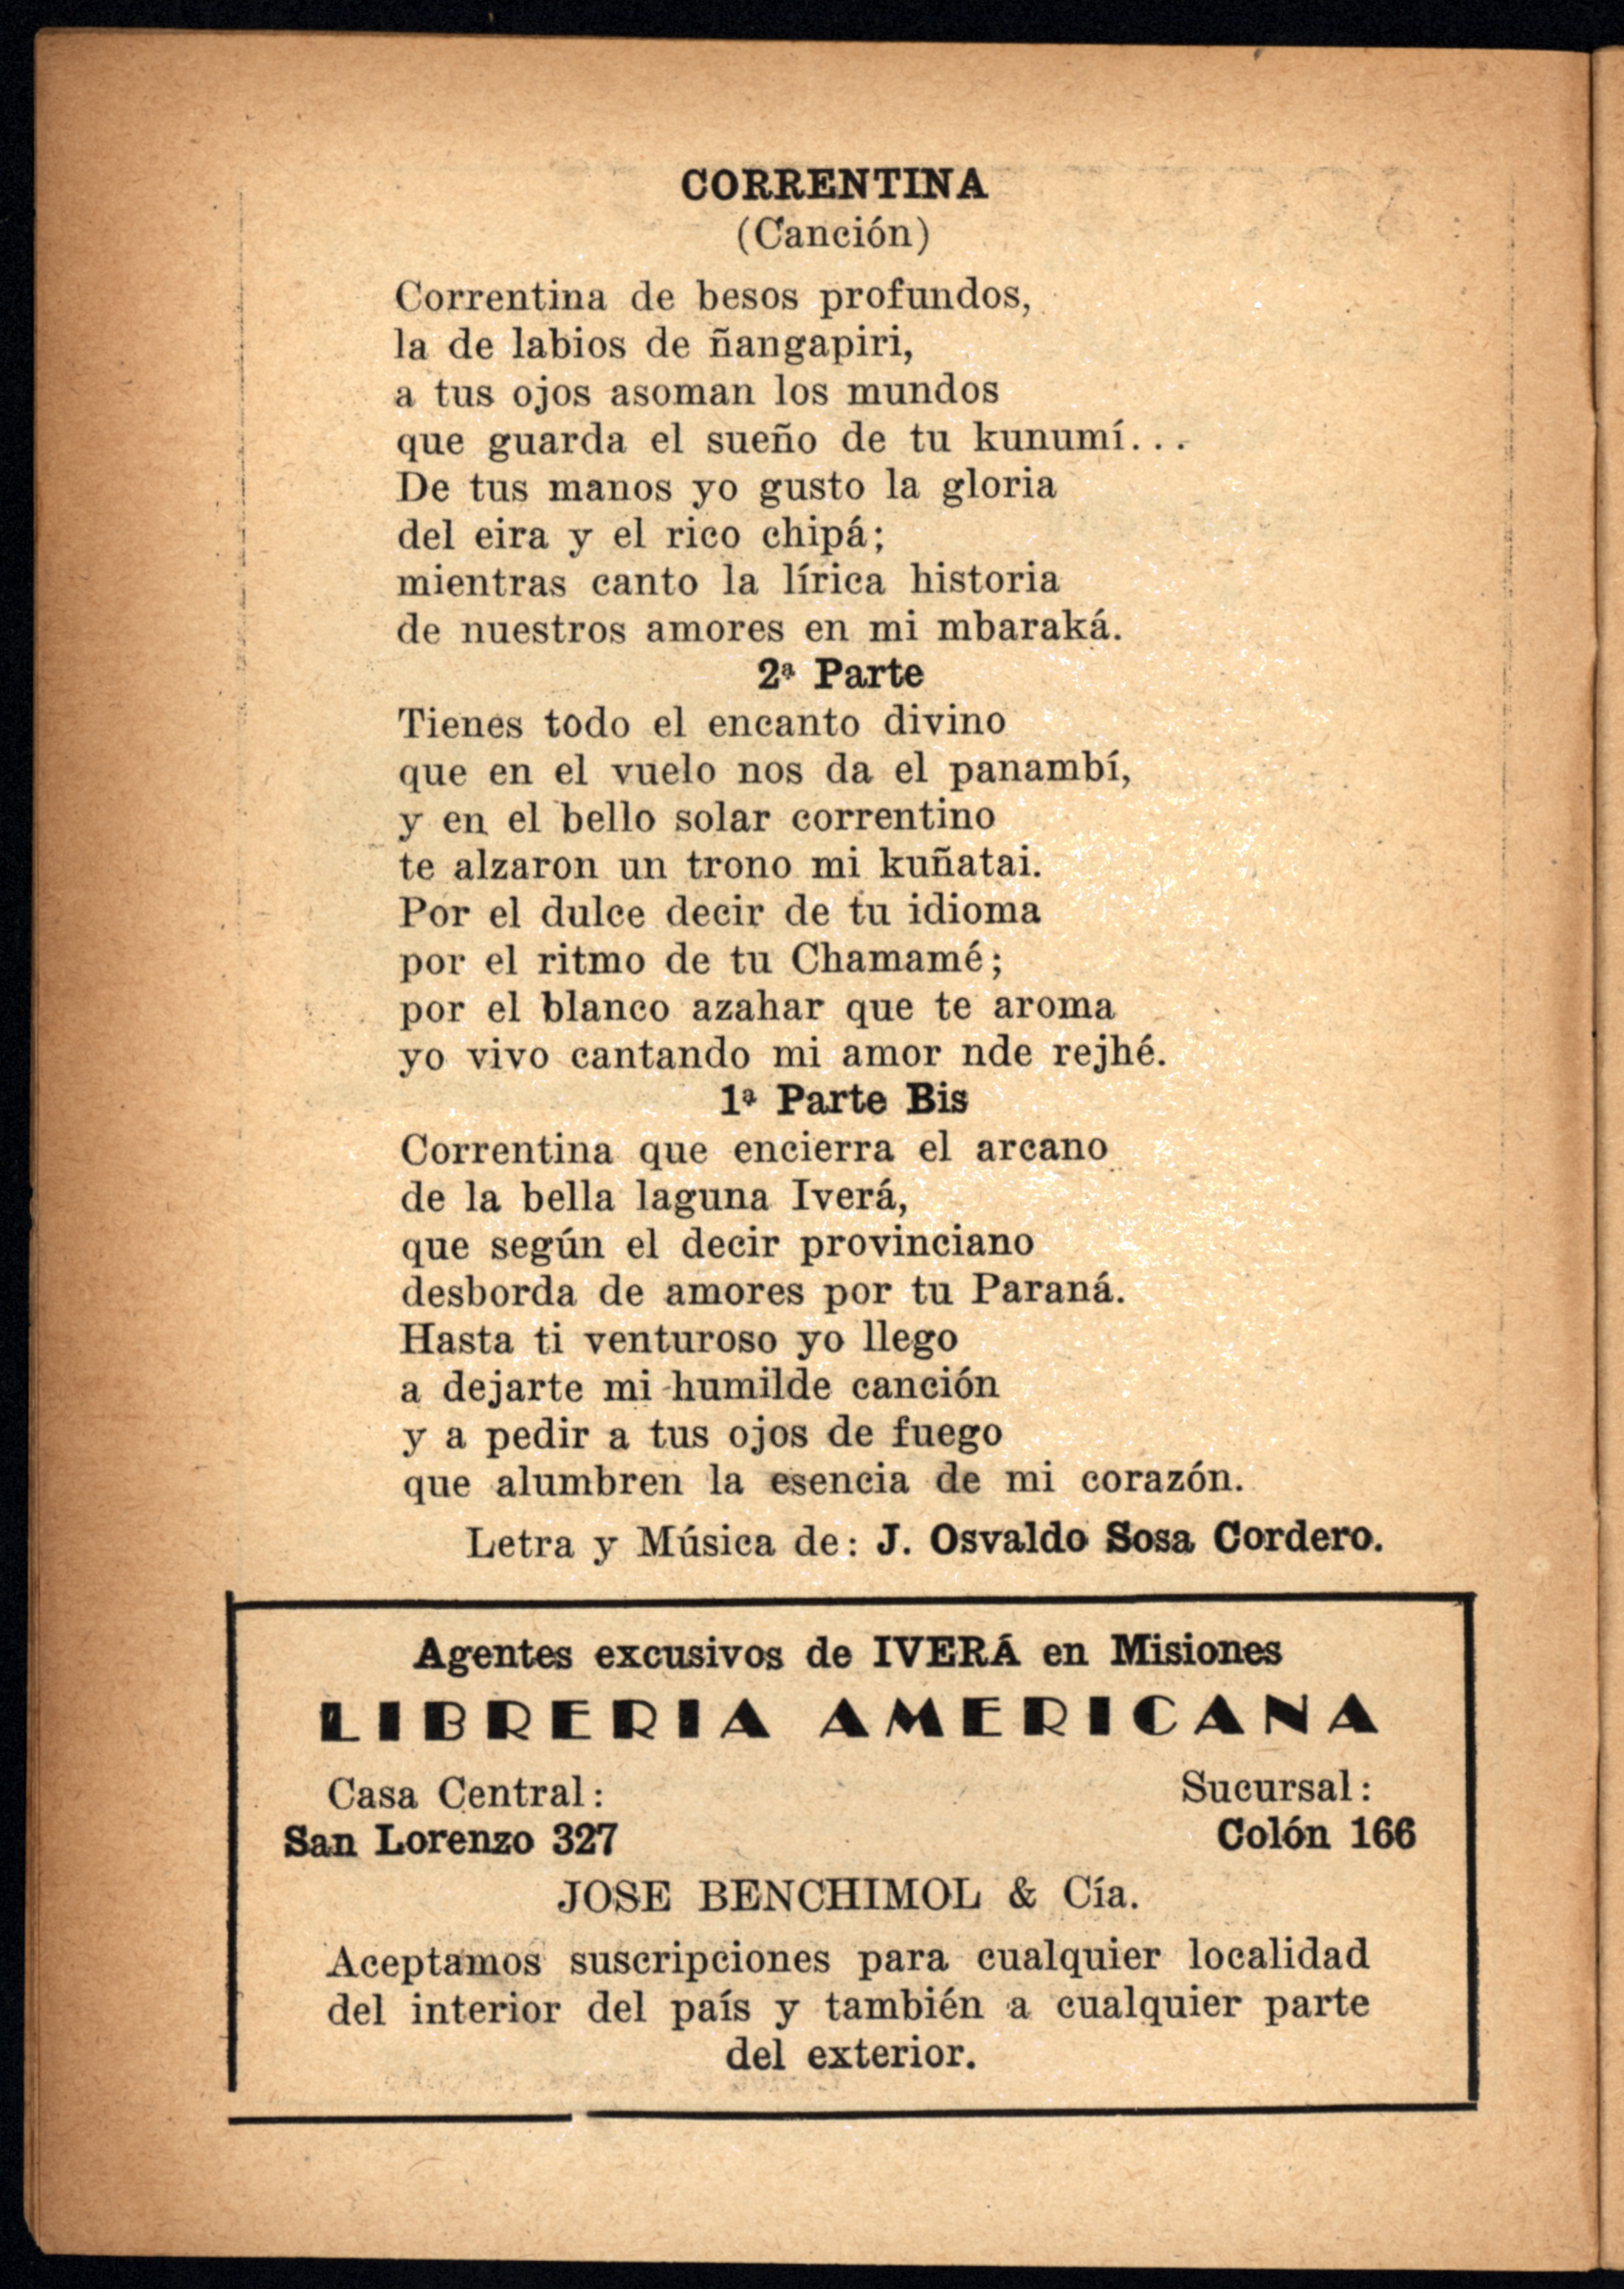 CORRENTINA
(Canción)
Correntina de besos profundos,
la de labios de ñangapiri,
a tus ojos asoman los mundos
que guarda el sueño de tu kunumí...
De tus manos yo gusto la gloria
del eira y el rico chipá;
mientras canto la lírica historia
de nuestros amores en mi mbaraká.
2ª Parte
Tienes todo el encanto divino
que en el vuelo nos da el panambí,
y en el bello solar correntino
te alzaron un trono mi kuñatai.
Por el dulce decir de tu idioma
por el ritmo de tu Chamamé;
por el blanco azahar que te aroma
yo vivo cantando mi amor nde rejhé.
1ª Parte Bis
Correntina que encierra el arcano
de la bella laguna Iverá,
que según el decir provinciano
desborda de amores por tu Paraná.
Hasta ti venturoso yo llego
a dejarte mi humilde canción
y a pedir a tus ojos de fuego
que alumbren la esencia de mi corazón.
Letra y Música de: J. Osvaldo Sosa Cordero.
Agentes excusivos de IVERÁ en Misiones
LIBRERIA AMERICANA
Casa Central: Sucursal:
San Lorenzo 327 Colón 166
JOSE BENCHIMOL & Cía.
Aceptamos suscripciones para cualquier localidad
del interior del país y también a cualquier parte
del exterior.